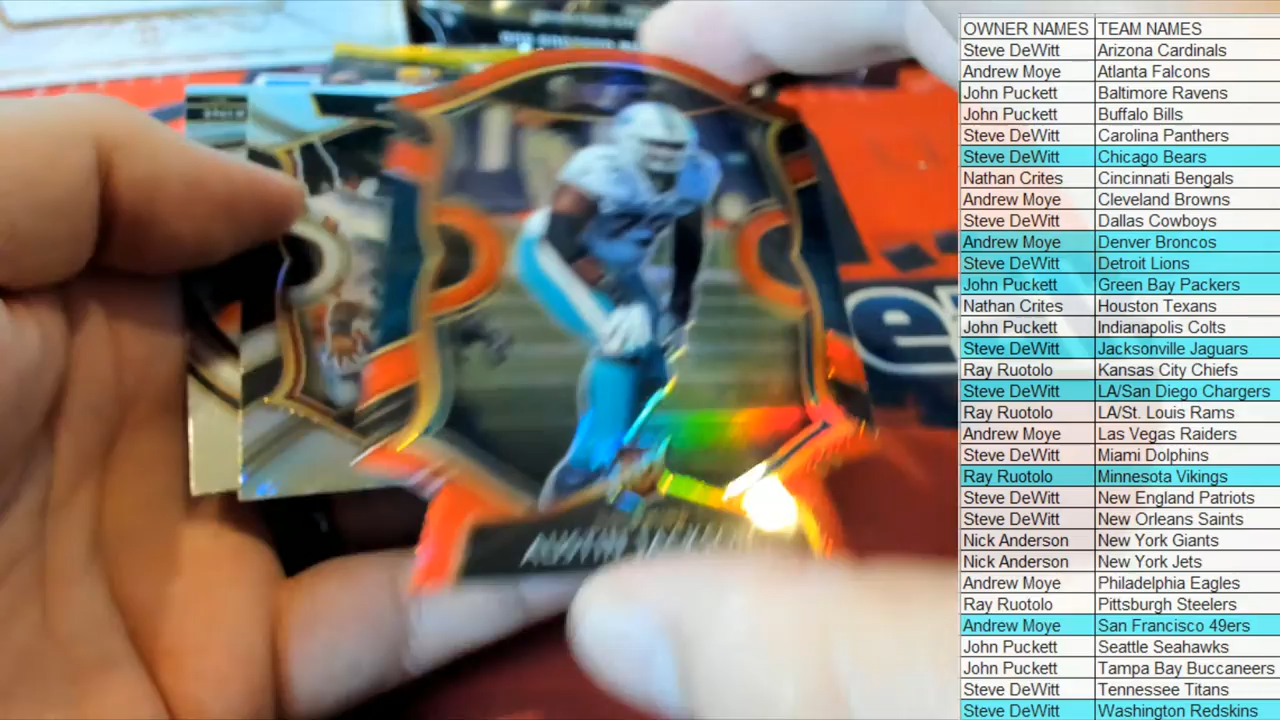 OWNER NAMES TEAM NAMES
Steve DeWitt Arizona Cardinals
Andrew Moye Atlanta Falcons
John Puckett Baltimore Ravens
John Puckett Buffalo Bills
Steve DeWitt Carolina Panthers
Steve DeWitt Chicago Bears
Nathan Crites Cincinnati Bengals
Andrew Moye Cleveland Browns
Steve DeWitt Dallas Cowboys
Andrew Moye Denver Broncos
Steve DeWitt Detroit Lions
John Puckett Green Bay Packers
Nathan Crites Houston Texans
John Puckett Indianapolis Colts
Steve DeWitt Jacksonville Jaguars
Ray Ruotolo Kansas City Chiefs
Steve DeWitt LA/San Diego Chargers
Ray Ruotolo LA/St. Louis Rams
Andrew Moye Las Vegas Raiders
Steve DeWitt Miami Dolphins
Ray Ruotolo Minnesota Vikings
Steve DeWitt New England Patriots
Steve DeWitt New Orleans Saints
Nick Anderson New York Giants
Nick Anderson New York Jets
Andrew Moye Philadelphia Eagles
Ray Ruotolo Pittsburgh Steelers
Andrew Moye San Francisco 49ers
John Puckett Seattle Seahawks
John Puckett Tampa Bay Buccaneers
Steve DeWitt Tennessee Titans
Steve DeWitt Washington Redskins